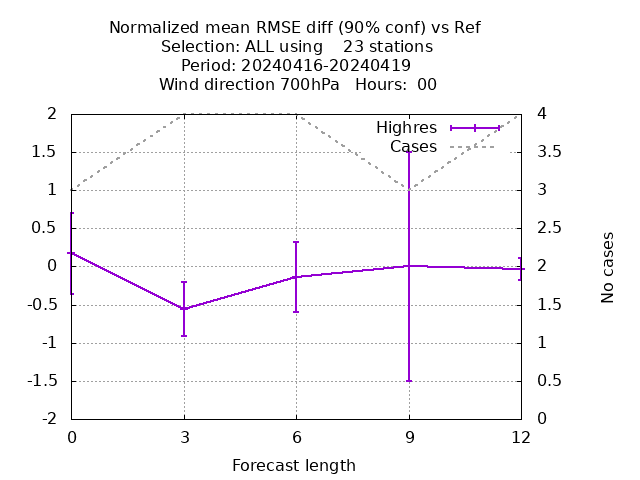 Normalized mean RMSE diff (90% conf) vs Ref
Selection: ALL using    23 stations
Period: 20240416-20240419
Wind direction 700hPa   Hours:  00
Highres
Cases
2
1.5
1
0.5
0
-0.5
-1
-1.5
-2
4
3.5
3
2.5
2
1.5
1
0.5
0
No cases
0 3 6 9 12
Forecast length